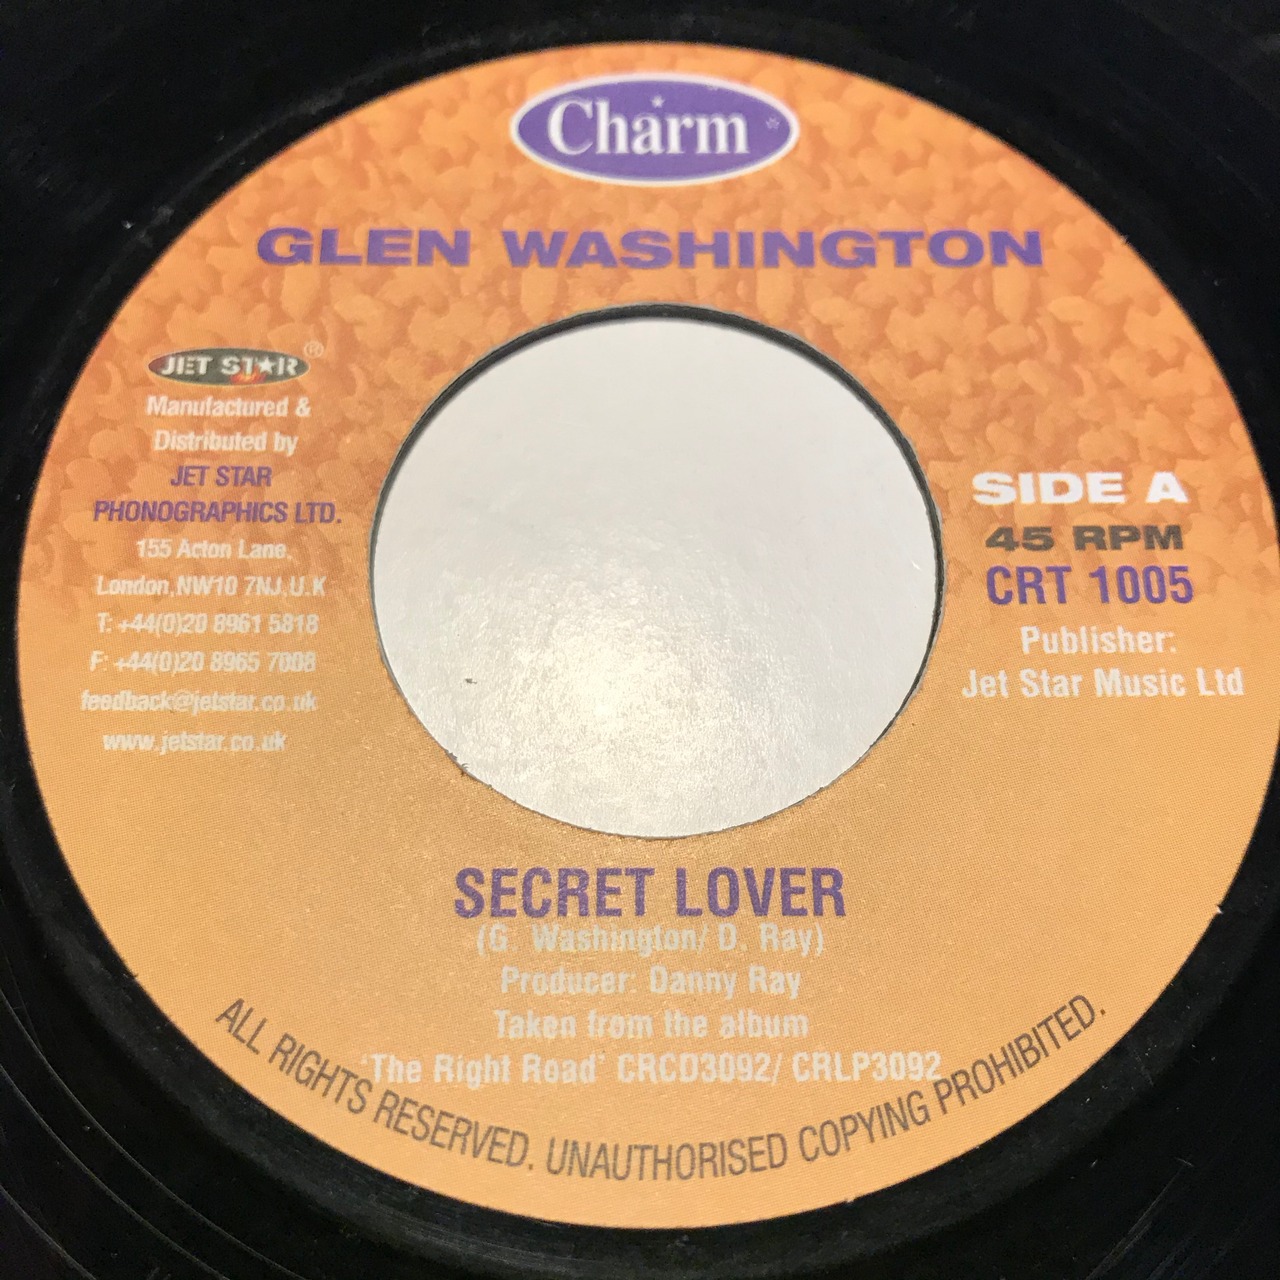 Charm
GLEN WASHINGTON
JET STAR®
Manufactured &
Distributed by
JET STAR
PHONOGRAPHICS LTD.
155 Acton Lane,
London,NW10 7NJ,U.K
T: +44(0)20 8961 5818
F: +44(0)20 8965 7008
feedback@jetstar.co.uk
www.jetstar.co.uk
SIDE A
45 RPM
CRT 1005
Publisher:
Jet Star Music Ltd
SECRET LOVER
(G. Washington/ D. Ray)
Producer: Danny Ray
Taken from the album
'The Right Road' CRCD3092/ CRLP3092
ALL RIGHTS RESERVED. UNAUTHORISED COPYING PROHIBITED.